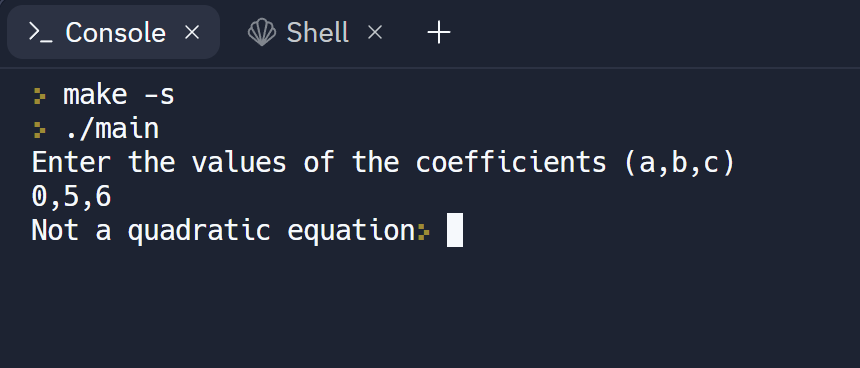 Console Shell
make -s
./main
Enter the values of the coefficients (a,b,c)
0,5,6
Not a quadratic equation